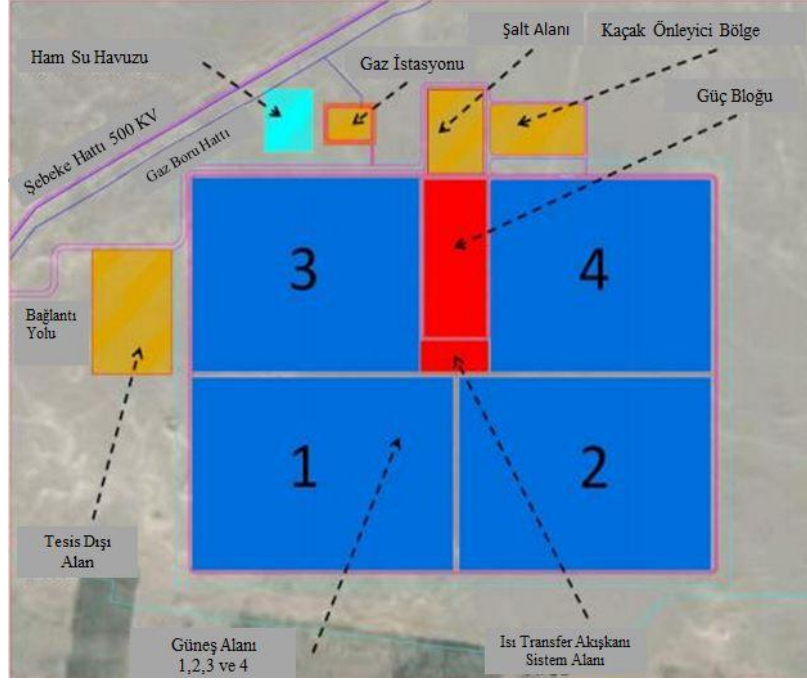 Ham Su Havuzu
Gaz İstasyonu
Şalt Alanı
Kaçak Önleyici Bölge
Güç Bloğu
Şebeke Hattı 500 KV
Gaz Boru Hattı
3
4
Bağlantı
Yolu
1
2
Tesis Dışı
Alan
Güneş Alanı
1,2,3 ve 4
Isı Transfer Akışkanı
Sistem Alanı